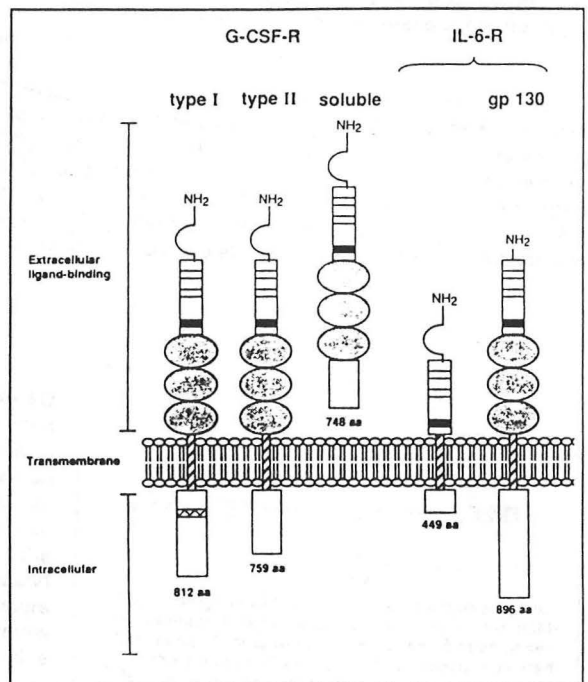 G-CSF-R IL-6-R
type I type II soluble gp 130
NH2
NH2 NH2
NH2
NH2
Extracellular
ligand-binding
748 aa
Transmembrane
449 aa
Intracellular
759 aa
812 aa
896 aa